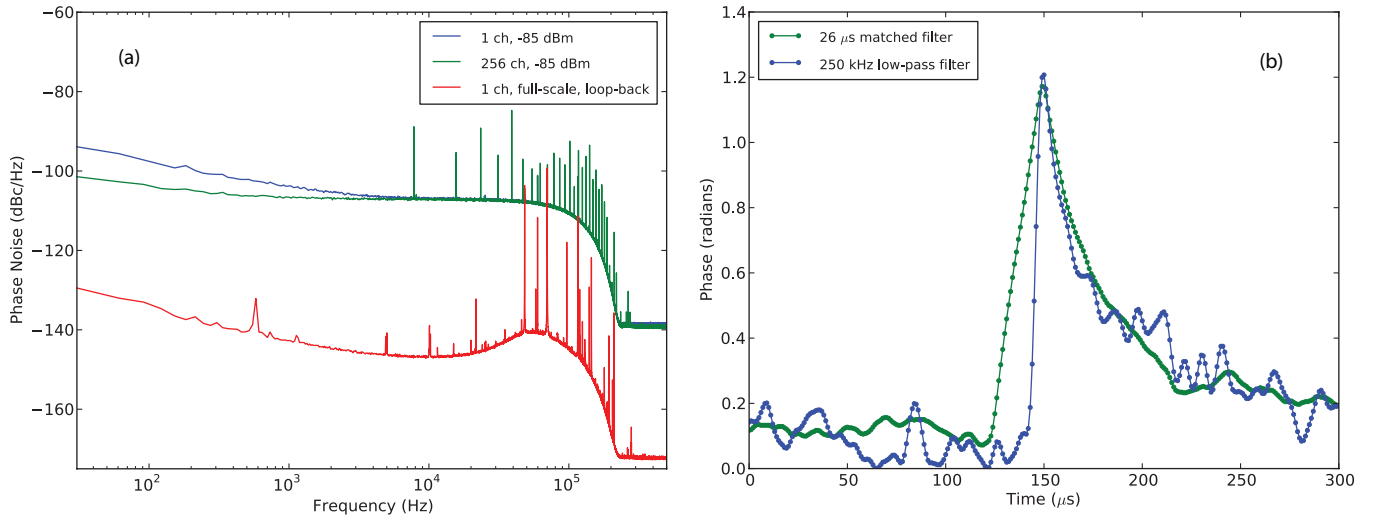 (a)
1 ch, -85 dBm
256 ch, -85 dBm
1 ch, full-scale, loop-back
−60
−80
−100
−120
−140
−160
Phase Noise (dBc/Hz)
10² 10³ 10⁴ 10⁵
Frequency (Hz)
(b)
26 μs matched filter
250 kHz low-pass filter
1.4
1.2
1.0
0.8
0.6
0.4
0.2
0.0
Phase (radians)
0 50 100 150 200 250 300
Time (μs)